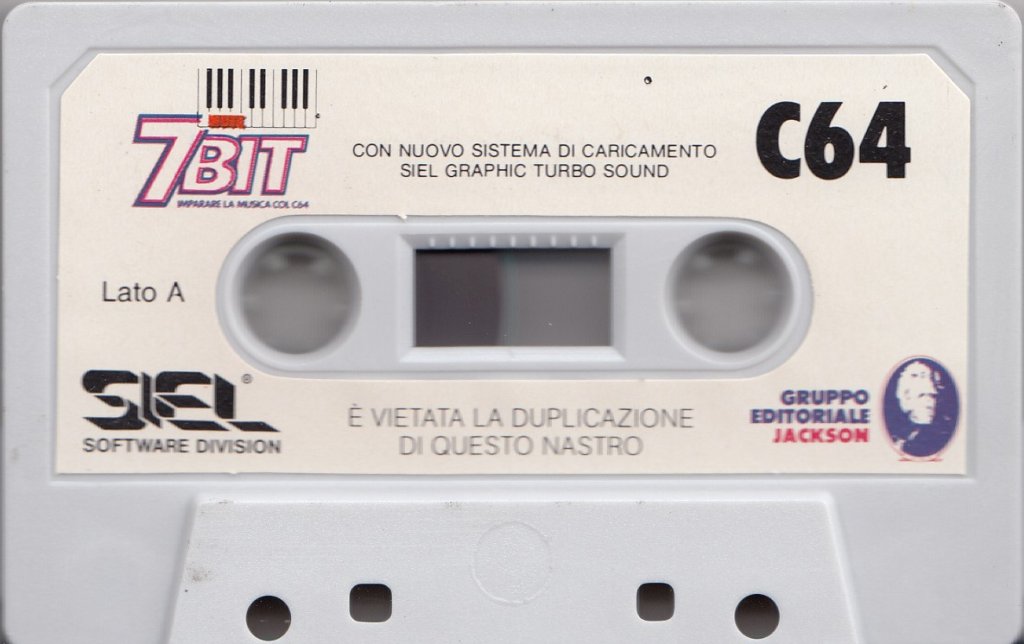 7BIT
IMPARARE LA MUSICA COL C64
CON NUOVO SISTEMA DI CARICAMENTO
SIEL GRAPHIC TURBO SOUND
C64
Lato A
SIEL®
SOFTWARE DIVISION
È VIETATA LA DUPLICAZIONE
DI QUESTO NASTRO
GRUPPO
EDITORIALE
JACKSON